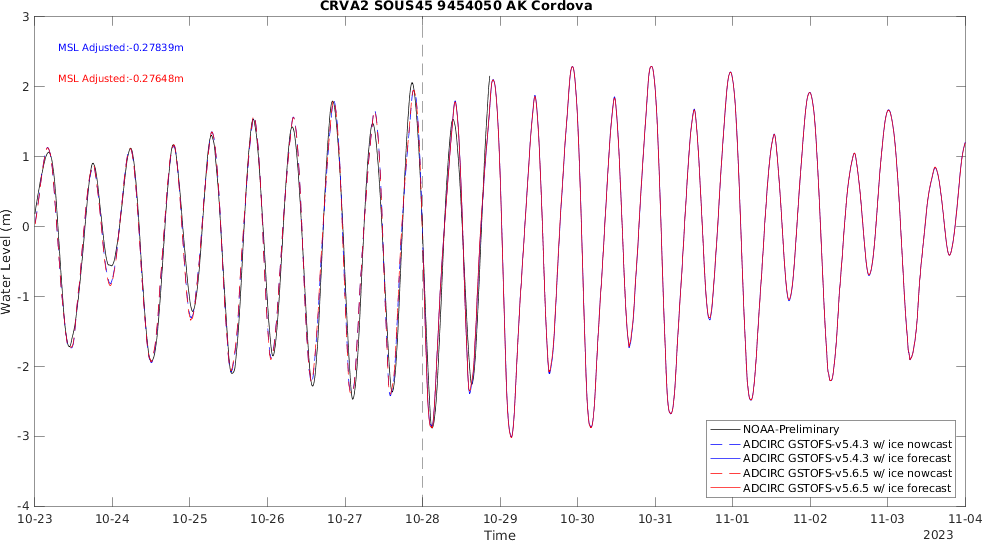 CRVA2 SOUS45 9454050 AK Cordova
MSL Adjusted:-0.27839m
MSL Adjusted:-0.27648m
3
2
1
0
-1
-2
-3
-4
Water Level (m)
NOAA-Preliminary
ADCIRC GSTOFS-v5.4.3 w/ ice nowcast
ADCIRC GSTOFS-v5.4.3 w/ ice forecast
ADCIRC GSTOFS-v5.6.5 w/ ice nowcast
ADCIRC GSTOFS-v5.6.5 w/ ice forecast
10-23 10-24 10-25 10-26 10-27 10-28 10-29 10-30 10-31 11-01 11-02 11-03 11-04
Time
2023